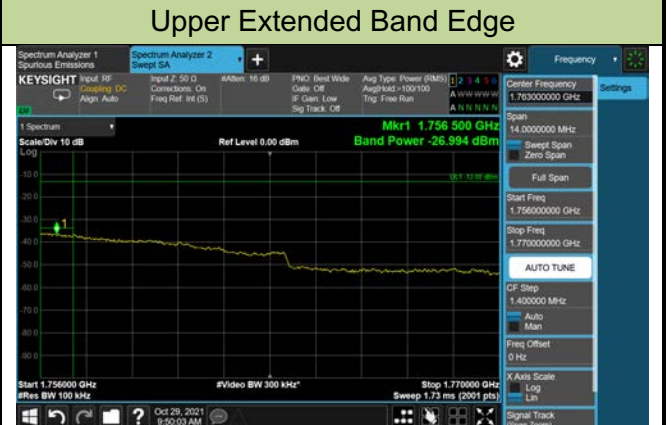 Upper Extended Band Edge
Spectrum Analyzer 1
Spurious Emissions
Spectrum Analyzer 2
Swept SA
+
Frequency
KEYSIGHT
Input: RF
Coupling: DC
Align: Auto
Input Z: 50 Ω
Corrections: On
Freq Ref: Int (S)
#Atten: 16 dB
PNO: Best Wide
Gate: Off
IF Gain: Low
Sig Track: Off
Avg Type: Power (RMS)
Avg|Hold:>100/100
Trig: Free Run
1 2 3 4 5 6
A W W W W W
A N N N N N
1 Spectrum
Scale/Div 10 dB
Ref Level 0.00 dBm
Mkr1 1.756 500 GHz
Band Power -26.994 dBm
Log
-10.0
-20.0
-30.0
-40.0
-50.0
-60.0
-70.0
-80.0
-90.0
DL1 -13.00 dBm
1
Start 1.756000 GHz
#Res BW 100 kHz
#Video BW 300 kHz*
Stop 1.770000 GHz
Sweep 1.73 ms (2001 pts)
Oct 29, 2021
9:50:03 AM
Center Frequency
1.763000000 GHz
Settings
Span
14.0000000 MHz
Swept Span
Zero Span
Full Span
Start Freq
1.756000000 GHz
Stop Freq
1.770000000 GHz
AUTO TUNE
CF Step
1.400000 MHz
Auto
Man
Freq Offset
0 Hz
X Axis Scale
Log
Lin
Signal Track
(Span Zoom)